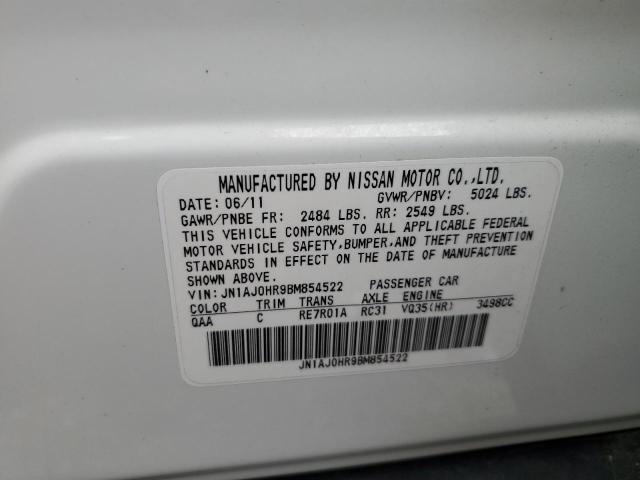 MANUFACTURED BY NISSAN MOTOR CO.,LTD.
DATE: 06/11 GVWR/PNBV: 5024 LBS.
GAWR/PNBE FR: 2484 LBS. RR: 2549 LBS.
THIS VEHICLE CONFORMS TO ALL APPLICABLE FEDERAL
MOTOR VEHICLE SAFETY,BUMPER,AND THEFT PREVENTION
STANDARDS IN EFFECT ON THE DATE OF MANUFACTURE
SHOWN ABOVE.
VIN: JN1AJ0HR9BM854522 PASSENGER CAR
COLOR TRIM TRANS AXLE ENGINE
QAA C RE7R01A RC31 VQ35(HR) 3498CC
JN1AJ0HR9BM854522